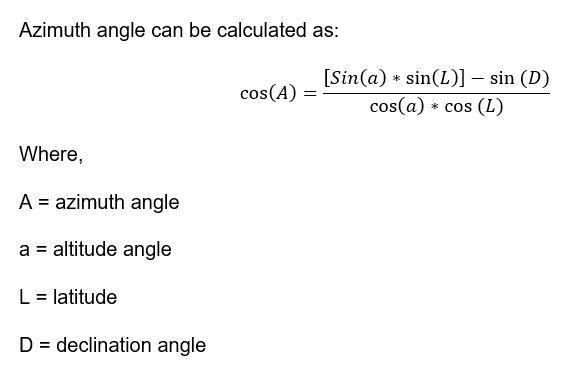 Azimuth angle can be calculated as:
cos(A) = [Sin(a) ∗ sin(L)] − sin (D) / cos(a) ∗ cos (L)
Where,
A = azimuth angle
a = altitude angle
L = latitude
D = declination angle